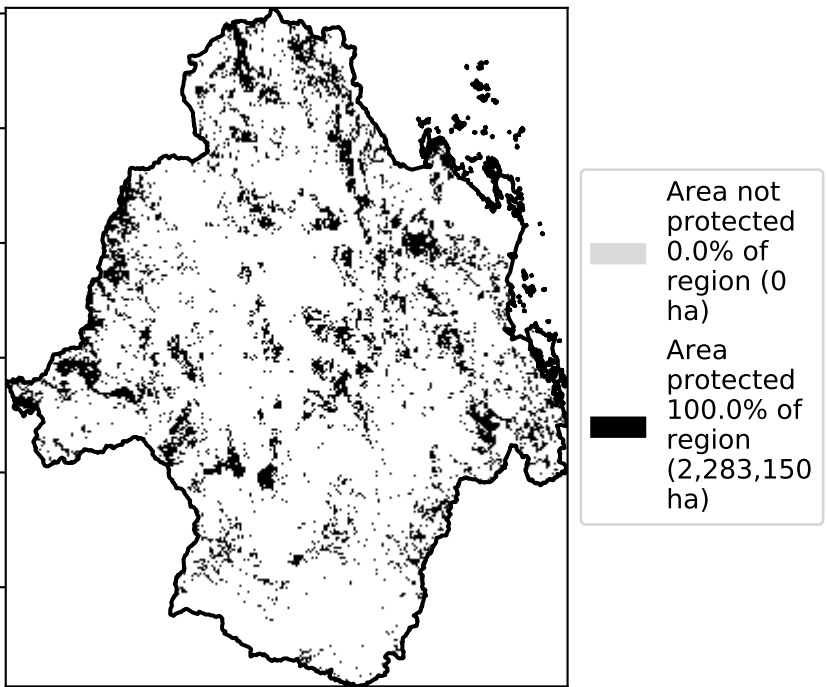 Area not
protected
0.0% of
region (0
ha)
Area
protected
100.0% of
region
(2,283,150
ha)